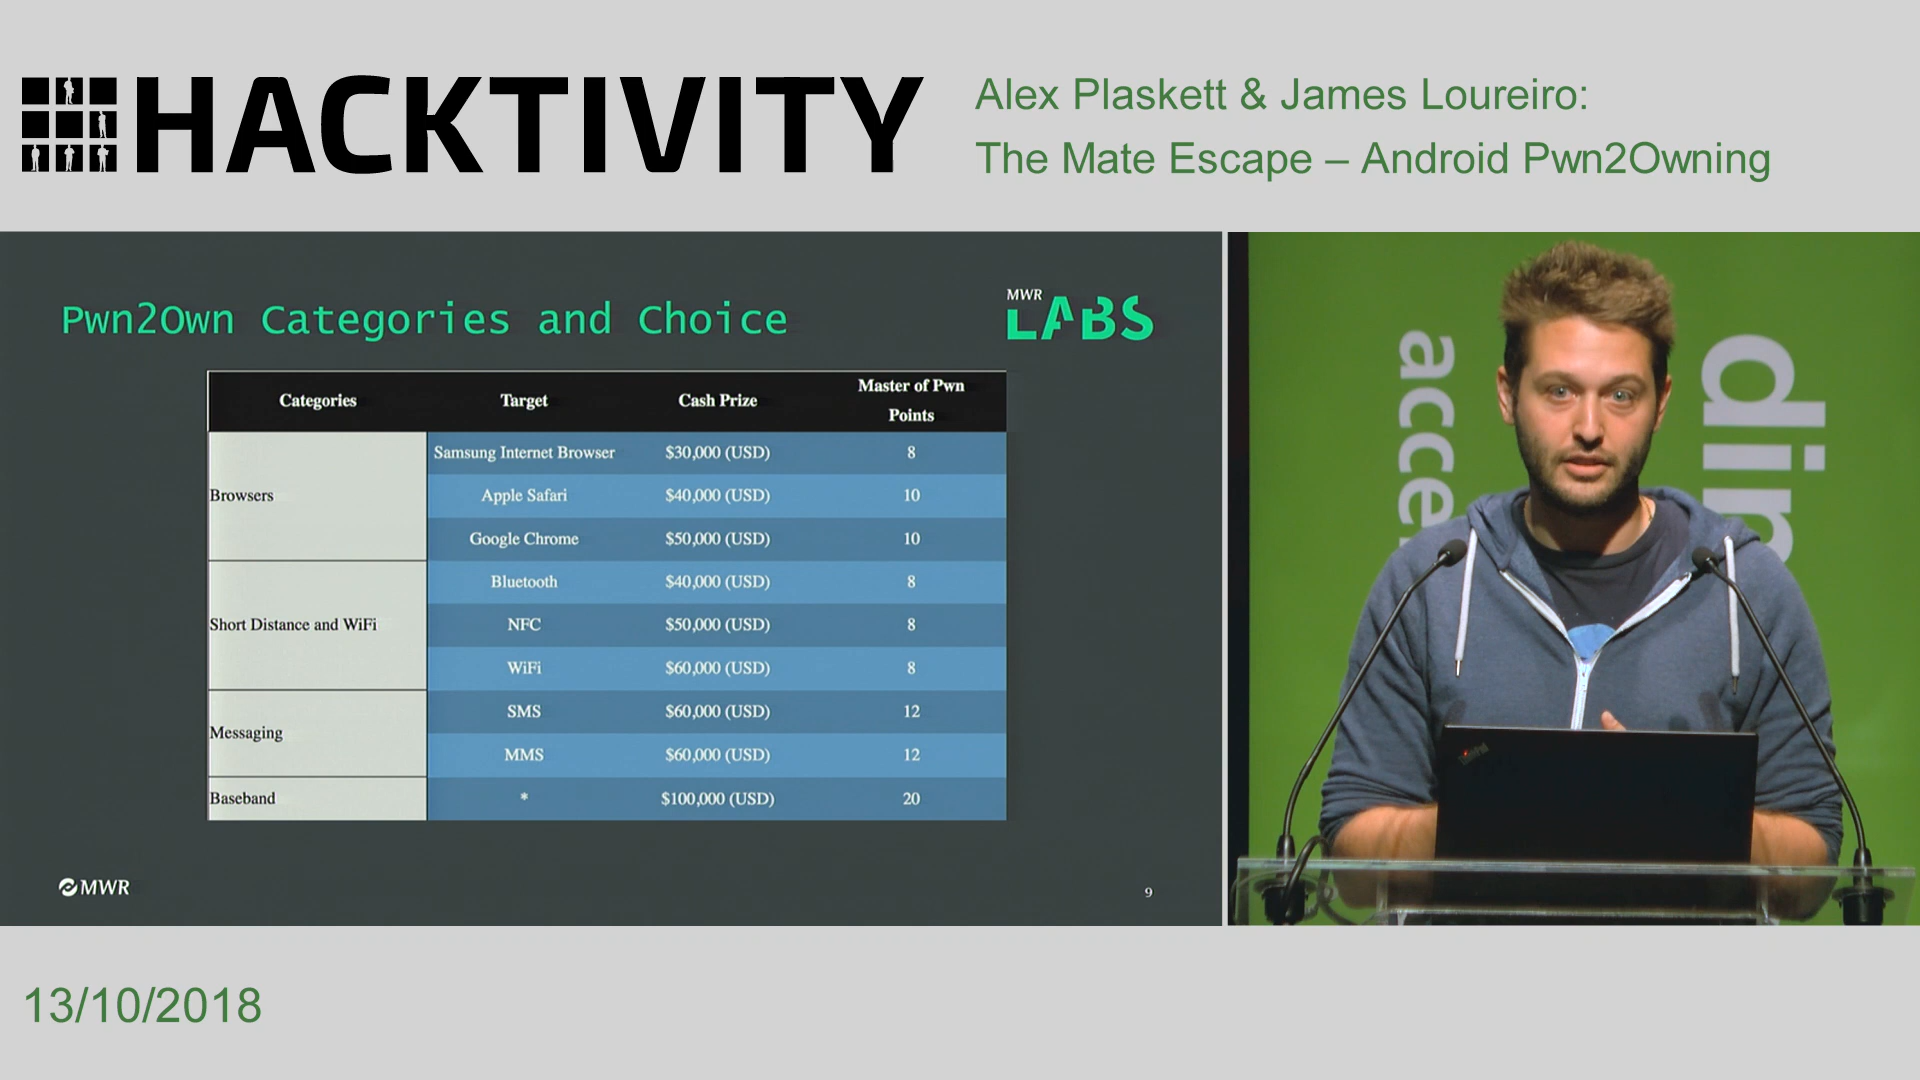 HACKTIVITY
Alex Plaskett & James Loureiro:
The Mate Escape – Android Pwn2Owning
Pwn2Own Categories and Choice
MWR
LABS
Categories Target Cash Prize Master of Pwn Points
Browsers
Samsung Internet Browser $30,000 (USD) 8
Apple Safari $40,000 (USD) 10
Google Chrome $50,000 (USD) 10
Short Distance and WiFi
Bluetooth $40,000 (USD) 8
NFC $50,000 (USD) 8
WiFi $60,000 (USD) 8
Messaging
SMS $60,000 (USD) 12
MMS $60,000 (USD) 12
Baseband * $100,000 (USD) 20
MWR
9
acce
din
ThinkPad
13/10/2018